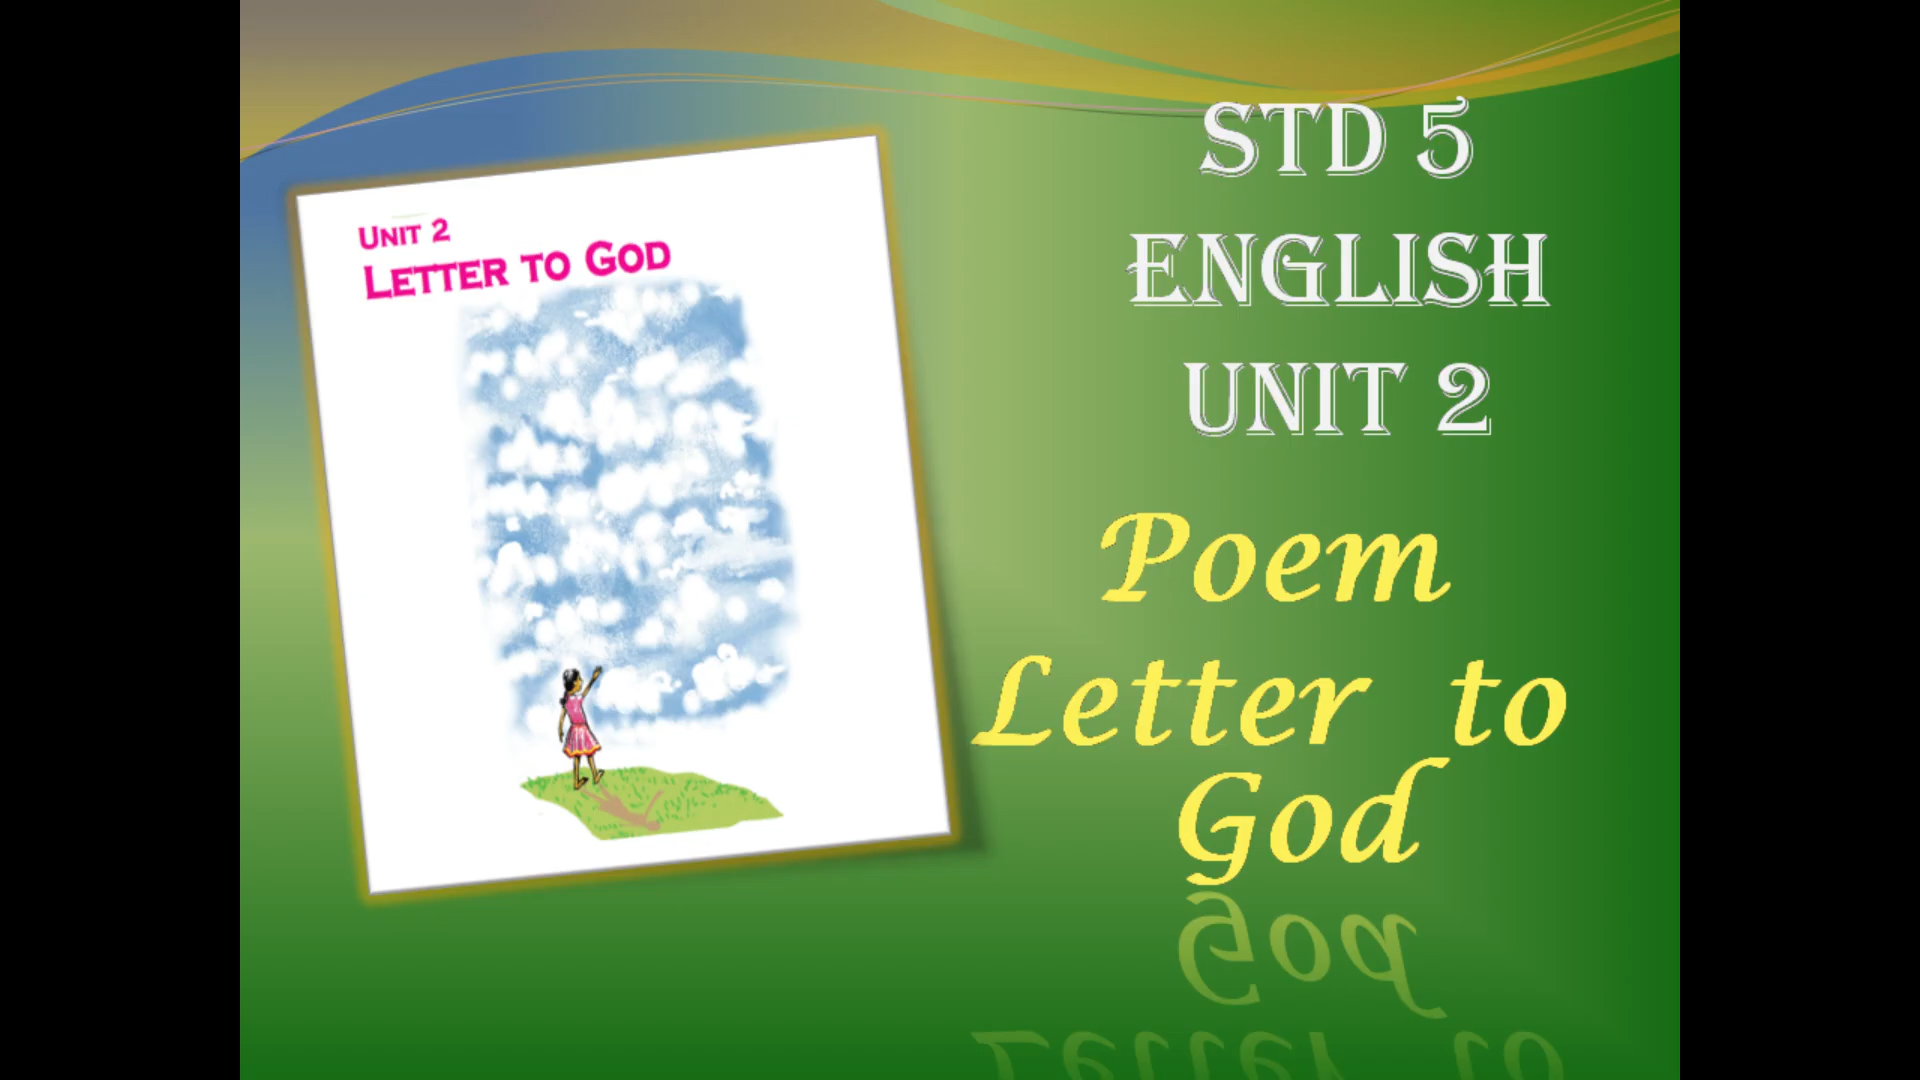 Unit 2
Letter to God
STD 5
ENGLISH
UNIT 2
Poem
Letter to
God